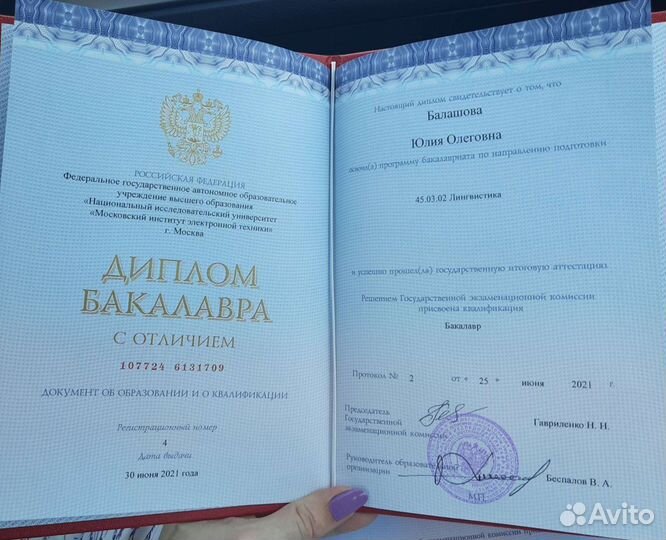 РОССИЙСКАЯ ФЕДЕРАЦИЯ
Федеральное государственное автономное образовательное
учреждение высшего образования
«Национальный исследовательский университет
«Московский институт электронной техники»
г. Москва
ДИПЛОМ
БАКАЛАВРА
С ОТЛИЧИЕМ
107724 6131709
ДОКУМЕНТ ОБ ОБРАЗОВАНИИ И О КВАЛИФИКАЦИИ
Регистрационный номер
4
Дата выдачи
30 июня 2021 года
Настоящий диплом свидетельствует о том, что
Балашова
Юлия Олеговна
освоил(а) программу бакалавриата по направлению подготовки
45.03.02 Лингвистика
и успешно прошел(ла) государственную итоговую аттестацию
Решением Государственной экзаменационной комиссии
присвоена квалификация
Бакалавр
Протокол № 2 от « 25 » июня 2021 г.
Председатель
Государственной
экзаменационной комиссии
Гавриленко Н. И.
Руководитель образовательной
организации
Беспалов В. А.
М.П.
Avito